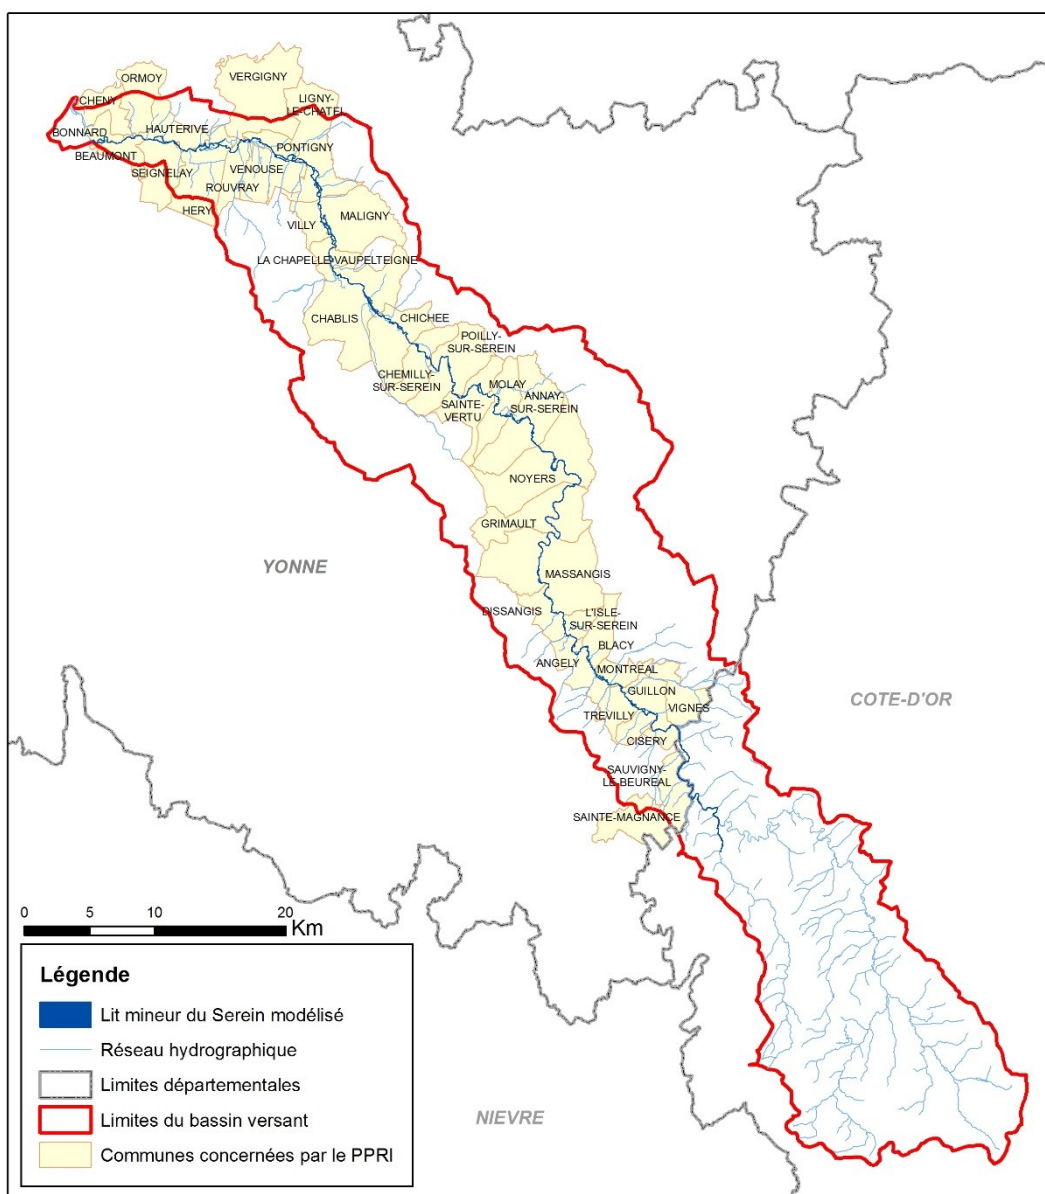 ORMOY
VERGIGNY
CHENY
LIGNY-
LE-CHATEL
BONNARD
HAUTERIVE
PONTIGNY
BEAUMONT
SEIGNELAY
VENOUSE
ROUVRAY
HERY
MALIGNY
VILLY
LA CHAPELLE-VAUPELTEIGNE
CHABLIS
CHICHEE
POILLY-
SUR-SEREIN
CHEMILLY-
SUR-SEREIN
MOLAY
ANNAY-
SUR-SEREIN
SAINTE-
VERTU
NOYERS
GRIMAULT
YONNE
MASSANGIS
DISSANGIS
L'ISLE-
SUR-SEREIN
BLACY
ANGELY
MONTREAL
GUILLON
VIGNES
TREVILLY
COTE-D'OR
CISERY
SAUVIGNY-
LE-BEUREAL
SAINTE-MAGNANCE
0 5 10 20
Km
Légende
Lit mineur du Serein modélisé
Réseau hydrographique
Limites départementales
Limites du bassin versant
Communes concernées par le PPRI
NIEVRE